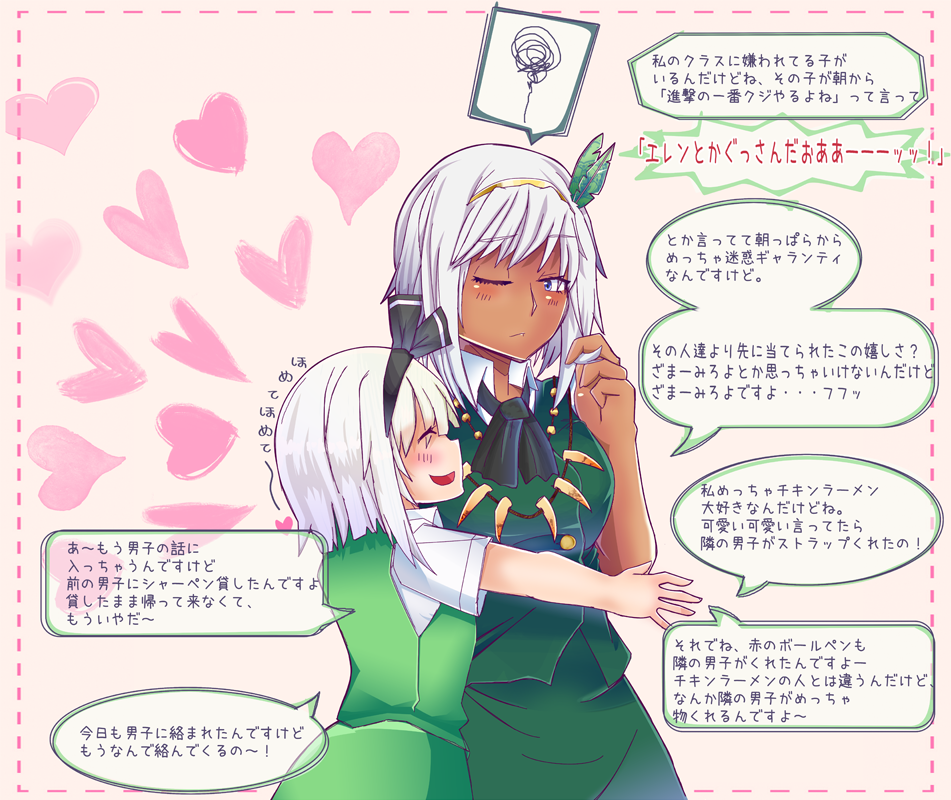 私のクラスに嫌われてる子が
いるんだけどね、その子が朝から
「進撃の一番クジやるよね」って言って
「エレンとかぐっさんだおああーーーッッ！」
とか言ってて朝っぱらから
めっちゃ迷惑ギャランティ
なんですけど。
その人達より先に当てられたこの嬉しさ？
ざまーみろよとか思っちゃいけないんだけど
ざまーみろよですよ・・・フフッ
私めっちゃチキンラーメン
大好きなんだけどね。
可愛い可愛い言ってたら
隣の男子がストラップくれたの！
それでね、赤のボールペンも
隣の男子がくれたんですよー
チキンラーメンの人とは違うんだけど、
なんか隣の男子がめっちゃ
物くれるんですよ～
ほめてほめて～
あ～もう男子の話に
入っちゃうんですけど
前の男子にシャーペン貸したんですよ
貸したまま帰って来なくて、
もういやだ～
今日も男子に絡まれたんですけど
もうなんで絡んでくるの～！